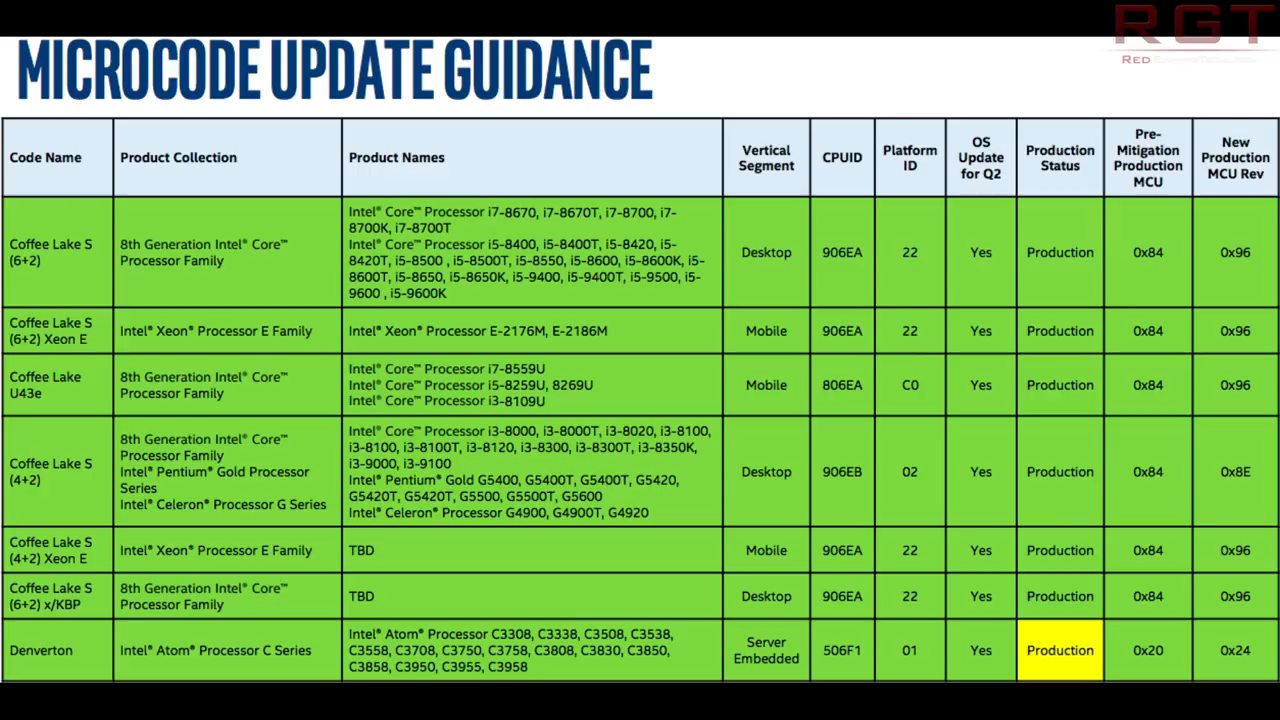 RGT
RED
MICROCODE UPDATE GUIDANCE
Code Name
Product Collection
Product Names
Vertical
Segment
CPUID
Platform
ID
OS
Update
for Q2
Production
Status
Pre-
Mitigation
Production
MCU
New
Production
MCU Rev
Coffee Lake S
(6+2)
8th Generation Intel® Core™
Processor Family
Intel® Core™ Processor i7-8670, i7-8670T, i7-8700, i7-
8700K, i7-8700T
Intel® Core™ Processor i5-8400, i5-8400T, i5-8420, i5-
8420T, i5-8500 , i5-8500T, i5-8550, i5-8600, i5-8600K, i5-
8600T, i5-8650, i5-8650K, i5-9400, i5-9400T, i5-9500, i5-
9600 , i5-9600K
Desktop
906EA
22
Yes
Production
0x84
0x96
Coffee Lake S
(6+2) Xeon E
Intel® Xeon® Processor E Family
Intel® Xeon® Processor E-2176M, E-2186M
Mobile
906EA
22
Yes
Production
0x84
0x96
Coffee Lake
U43e
8th Generation Intel® Core™
Processor Family
Intel® Core™ Processor i7-8559U
Intel® Core™ Processor i5-8259U, 8269U
Intel® Core™ Processor i3-8109U
Mobile
806EA
C0
Yes
Production
0x84
0x96
Coffee Lake S
(4+2)
8th Generation Intel® Core™
Processor Family
Intel® Pentium® Gold Processor
Series
Intel® Celeron® Processor G Series
Intel® Core™ Processor i3-8000, i3-8000T, i3-8020, i3-8100,
i3-8100, i3-8100T, i3-8120, i3-8300, i3-8300T, i3-8350K,
i3-9000, i3-9100
Intel® Pentium® Gold G5400, G5400T, G5400T, G5420,
G5420T, G5420T, G5500, G5500T, G5600
Intel® Celeron® Processor G4900, G4900T, G4920
Desktop
906EB
02
Yes
Production
0x84
0x8E
Coffee Lake S
(4+2) Xeon E
Intel® Xeon® Processor E Family
TBD
Mobile
906EA
22
Yes
Production
0x84
0x96
Coffee Lake S
(6+2) x/KBP
8th Generation Intel® Core™
Processor Family
TBD
Desktop
906EA
22
Yes
Production
0x84
0x96
Denverton
Intel® Atom® Processor C Series
Intel® Atom® Processor C3308, C3338, C3508, C3538,
C3558, C3708, C3750, C3758, C3808, C3830, C3850,
C3858, C3950, C3955, C3958
Server
Embedded
506F1
01
Yes
Production
0x20
0x24